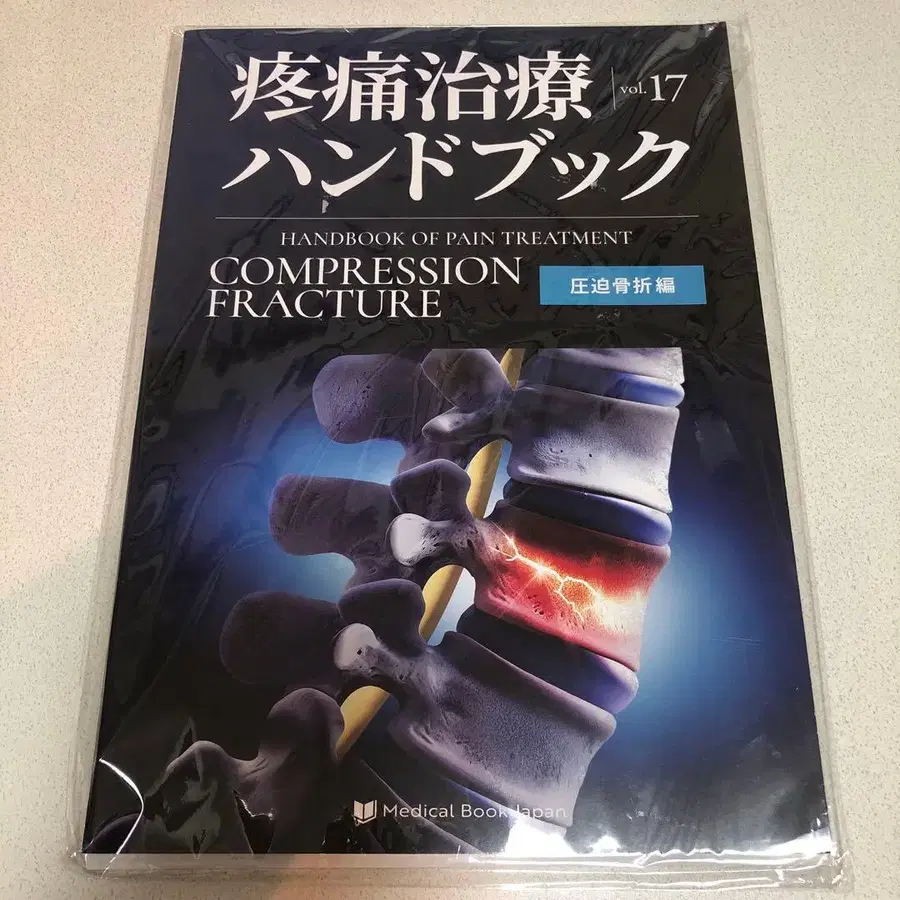 疼痛治療 vol.17
ハンドブック
HANDBOOK OF PAIN TREATMENT
COMPRESSION
FRACTURE
圧迫骨折編
Medical Book Japan